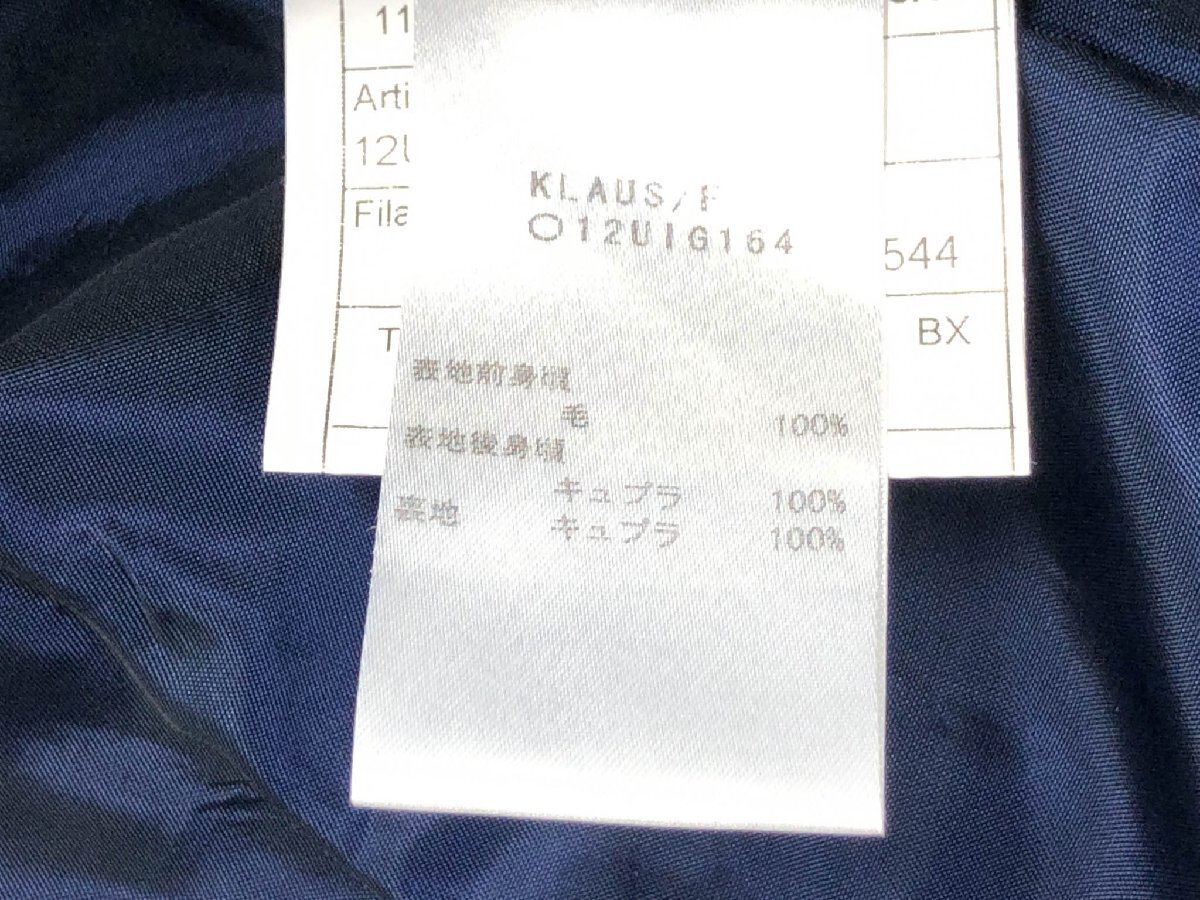 11
Arti
12U
Fila
544
T
BX
KLAUS/F
○12UIG164
表地前身頃
毛 100%
表地後身頃
キュプラ 100%
裏地 キュプラ 100%